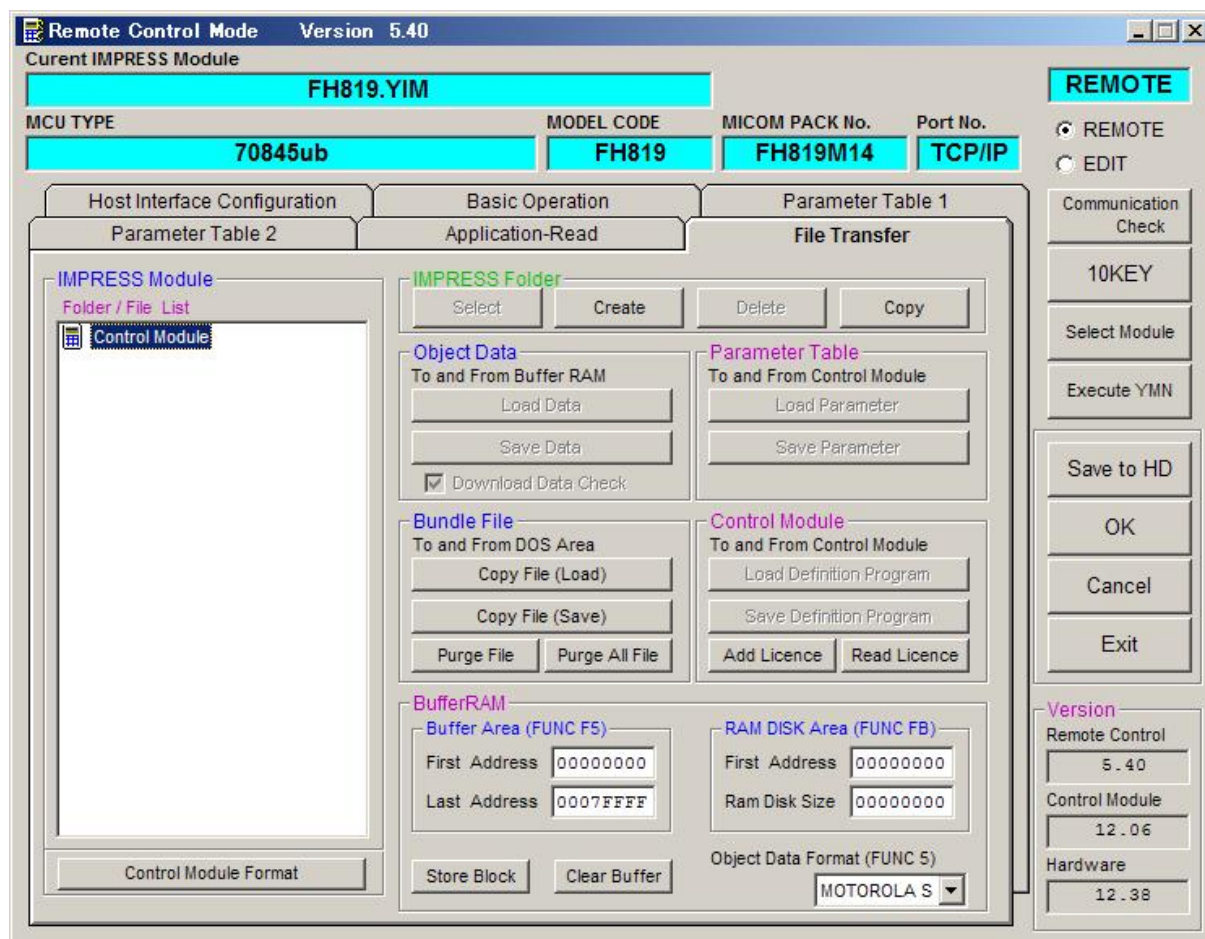 Remote Control Mode Version 5.40
Curent IMPRESS Module
FH819.YIM
REMOTE
MCU TYPE MODEL CODE MICOM PACK No. Port No.
70845ub FH819 FH819M14 TCP/IP
REMOTE
EDIT
Host Interface Configuration Basic Operation Parameter Table 1
Parameter Table 2 Application-Read File Transfer
Communication
Check
10KEY
Select Module
Execute YMN
Save to HD
OK
Cancel
Exit
IMPRESS Module
Folder / File List
Control Module
Control Module Format
IMPRESS Folder
Select Create Delete Copy
Object Data
To and From Buffer RAM
Load Data
Save Data
Download Data Check
Parameter Table
To and From Control Module
Load Parameter
Save Parameter
Bundle File
To and From DOS Area
Copy File (Load)
Copy File (Save)
Purge File Purge All File
Control Module
To and From Control Module
Load Definition Program
Save Definition Program
Add Licence Read Licence
BufferRAM
Buffer Area (FUNC F5)
First Address 00000000
Last Address 0007FFFF
RAM DISK Area (FUNC FB)
First Address 00000000
Ram Disk Size 00000000
Store Block Clear Buffer
Object Data Format (FUNC 5)
MOTOROLA S
Version
Remote Control
5.40
Control Module
12.06
Hardware
12.38